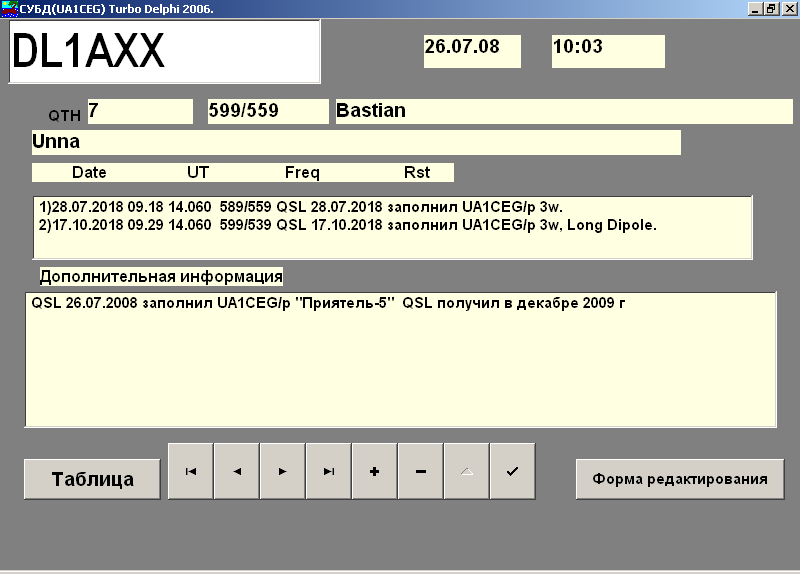 СУБД(UA1CEG) Turbo Delphi 2006.
DL1AXX
26.07.08 10:03
QTH 7 599/559 Bastian
Unna
Date UT Freq Rst
1)28.07.2018 09.18 14.060 589/559 QSL 28.07.2018 заполнил UA1CEG/p 3w.
2)17.10.2018 09.29 14.060 599/539 QSL 17.10.2018 заполнил UA1CEG/p 3w, Long Dipole.
Дополнительная информация
QSL 26.07.2008 заполнил UA1CEG/p "Приятель-5" QSL получил в декабре 2009 г
Таблица
Форма редактирования